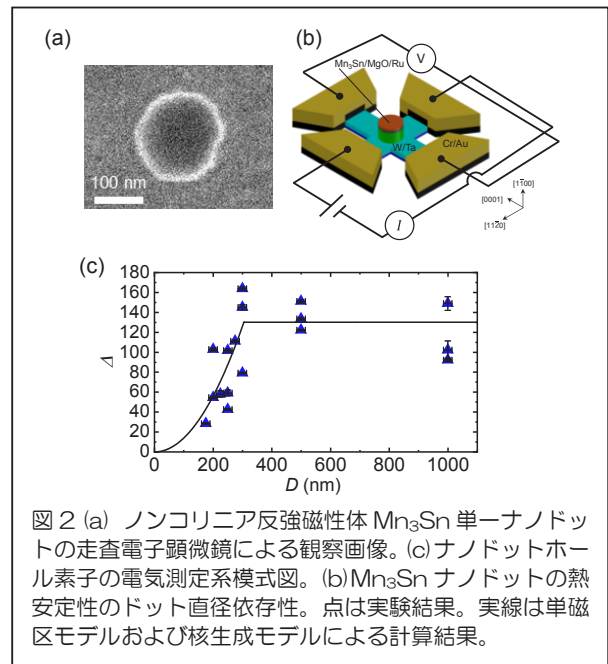 (a)
(b)
100 nm
Mn₃Sn/MgO/Ru
V
Cr/Au
W/Ta
I
[11̄00]
[0001]
[112̄0]
(c)
Δ
180
160
140
120
100
80
60
40
20
0
0 200 400 600 800 1000
D (nm)
図2 (a) ノンコリニア反強磁性体 Mn₃Sn 単一ナノドッ
トの走査電子顕微鏡による観察画像。(c)ナノドットホー
ル素子の電気測定系模式図。(b)Mn₃Sn ナノドットの熱
安定性のドット直径依存性。点は実験結果。実線は単磁
区モデルおよび核生成モデルによる計算結果。